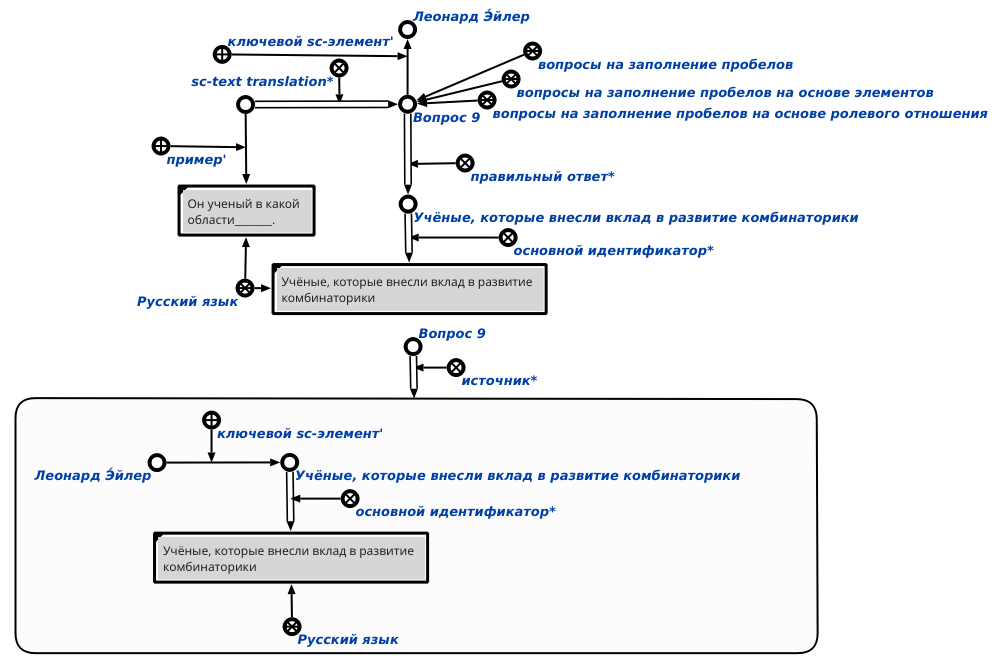 Леонард Э́йлер
ключевой sc-элемент'
вопросы на заполнение пробелов
sc-text translation*
вопросы на заполнение пробелов на основе элементов
вопросы на заполнение пробелов на основе ролевого отношения
Вопрос 9
пример'
правильный ответ*
Он ученый в какой
области______.
Учёные, которые внесли вклад в развитие комбинаторики
основной идентификатор*
Учёные, которые внесли вклад в развитие
комбинаторики
Русский язык
Вопрос 9
источник*
ключевой sc-элемент'
Леонард Э́йлер
Учёные, которые внесли вклад в развитие комбинаторики
основной идентификатор*
Учёные, которые внесли вклад в развитие
комбинаторики
Русский язык